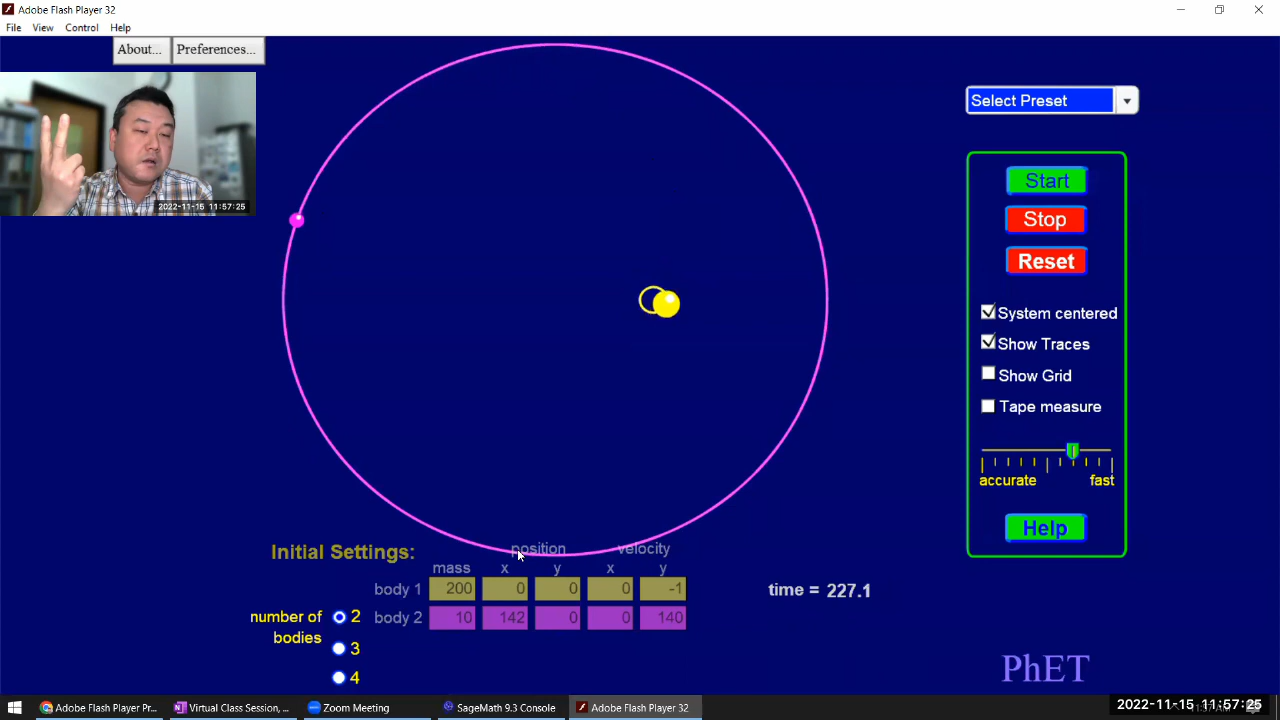 Adobe Flash Player 32
File View Control Help
About... Preferences...
2022-11-15 11:57:25
Select Preset
Start
Stop
Reset
System centered
Show Traces
Show Grid
Tape measure
accurate fast
Help
Initial Settings: position velocity
mass x y x y
body 1 200 0 0 0 -1
body 2 10 142 0 0 140
number of bodies 2
3
4
time = 227.1
PhET
Adobe Flash Player Pr... Virtual Class Session, ... Zoom Meeting SageMath 9.3 Console Adobe Flash Player 32 2022-11-15 11:57:25